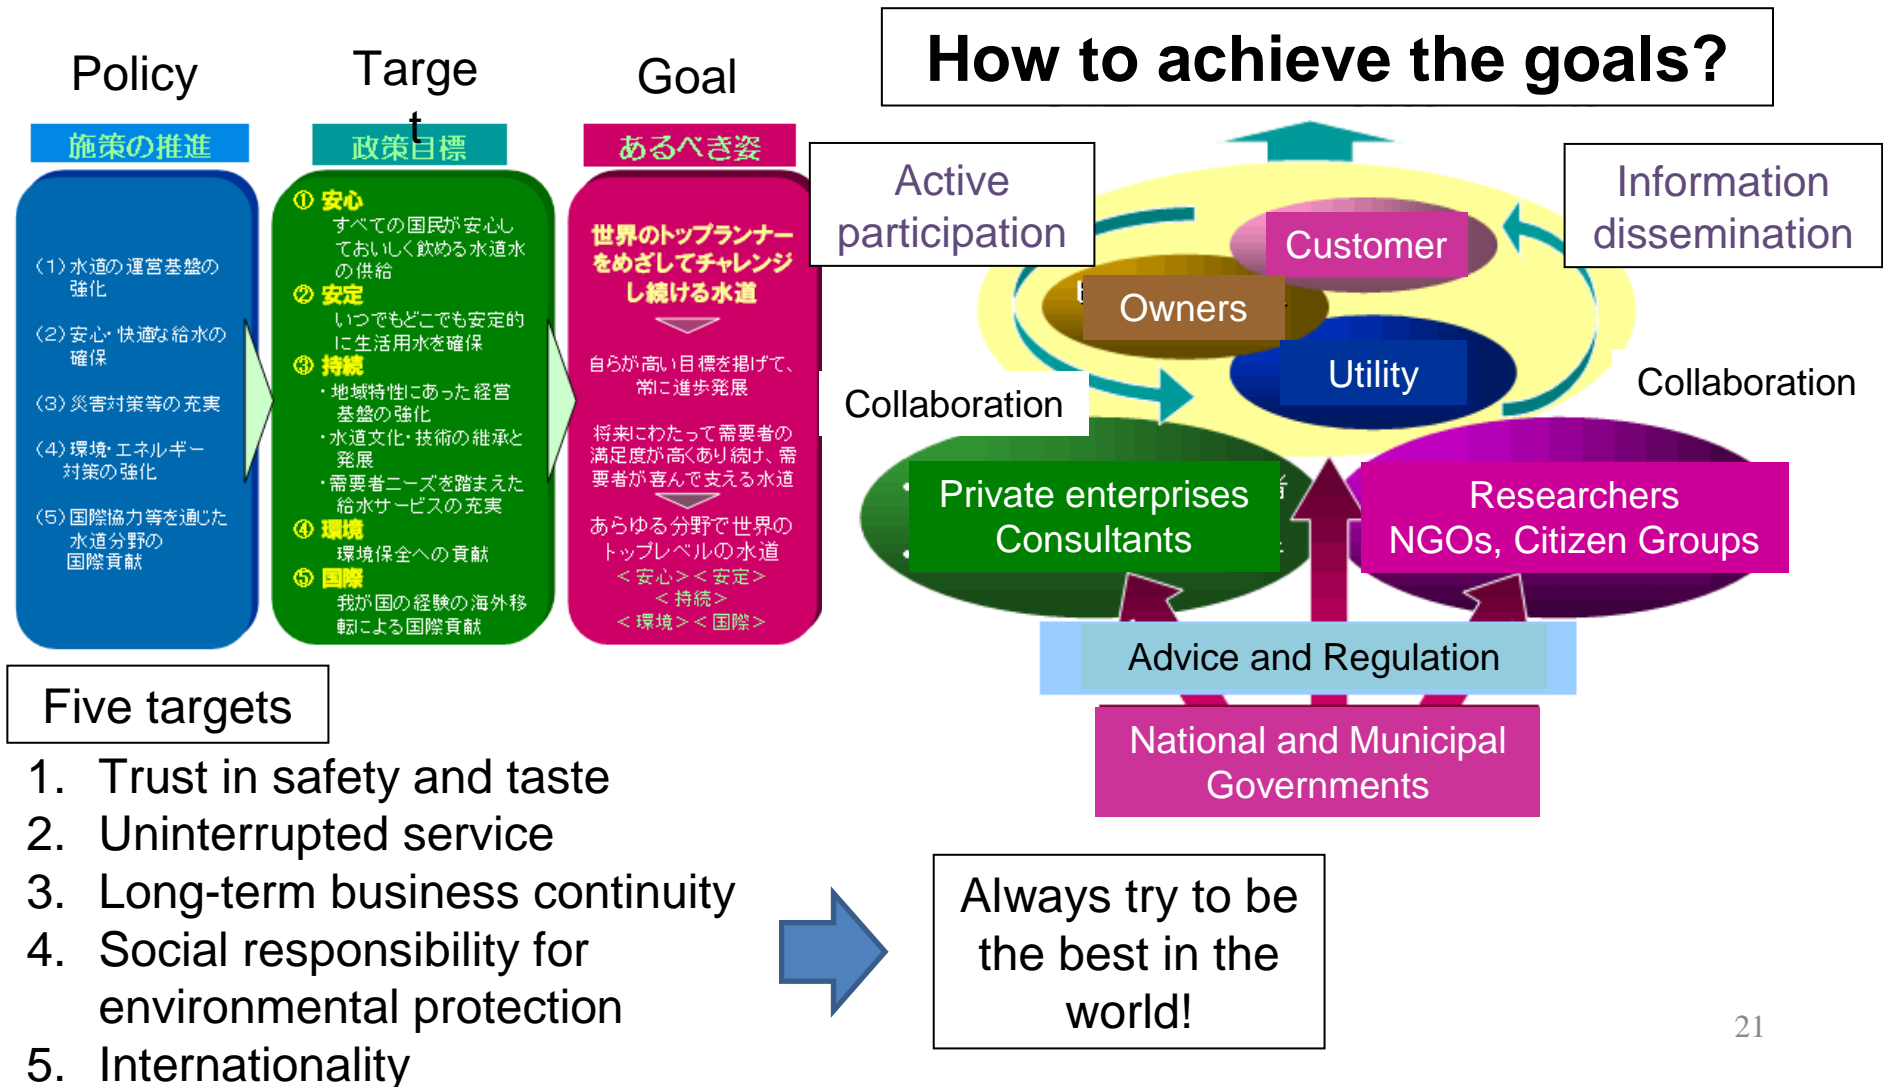 Policy
Targe
t
Goal
How to achieve the goals?
施策の推進
政策目標
あるべき姿
(1)水道の運営基盤の
強化
(2)安心・快適な給水の
確保
(3)災害対策等の充実
(4)環境・エネルギー
対策の強化
(5)国際協力等を通じた
水道分野の
国際貢献
① 安心
すべての国民が安心し
ておいしく飲める水道水
の供給
② 安定
いつでもどこでも安定的
に生活用水を確保
③ 持続
・地域特性にあった経営
基盤の強化
・水道文化・技術の継承と
発展
・需要者ニーズを踏まえた
給水サービスの充実
④ 環境
環境保全への貢献
⑤ 国際
我が国の経験の海外移
転による国際貢献
世界のトップランナー
をめざしてチャレンジ
し続ける水道
自らが高い目標を掲げて、
常に進歩発展
将来にわたって需要者の
満足度が高くあり続け、需
要者が喜んで支える水道
あらゆる分野で世界の
トップレベルの水道
<安心><安定>
<持続>
<環境><国際>
Active
participation
Information
dissemination
Customer
Owners
Utility
Collaboration
Collaboration
Private enterprises
Consultants
Researchers
NGOs, Citizen Groups
Advice and Regulation
National and Municipal
Governments
Five targets
1. Trust in safety and taste
2. Uninterrupted service
3. Long-term business continuity
4. Social responsibility for
environmental protection
5. Internationality
Always try to be
the best in the
world!
21